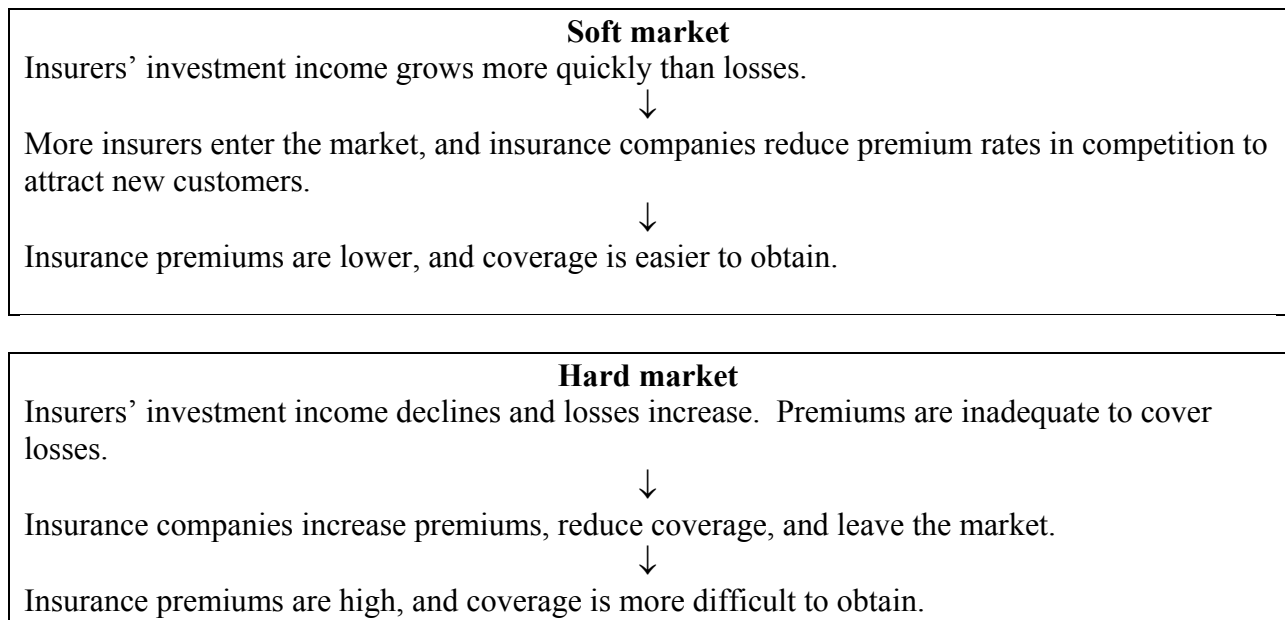 Soft market
Insurers’ investment income grows more quickly than losses.
↓
More insurers enter the market, and insurance companies reduce premium rates in competition to
attract new customers.
↓
Insurance premiums are lower, and coverage is easier to obtain.
Hard market
Insurers’ investment income declines and losses increase.  Premiums are inadequate to cover
losses.
↓
Insurance companies increase premiums, reduce coverage, and leave the market.
↓
Insurance premiums are high, and coverage is more difficult to obtain.